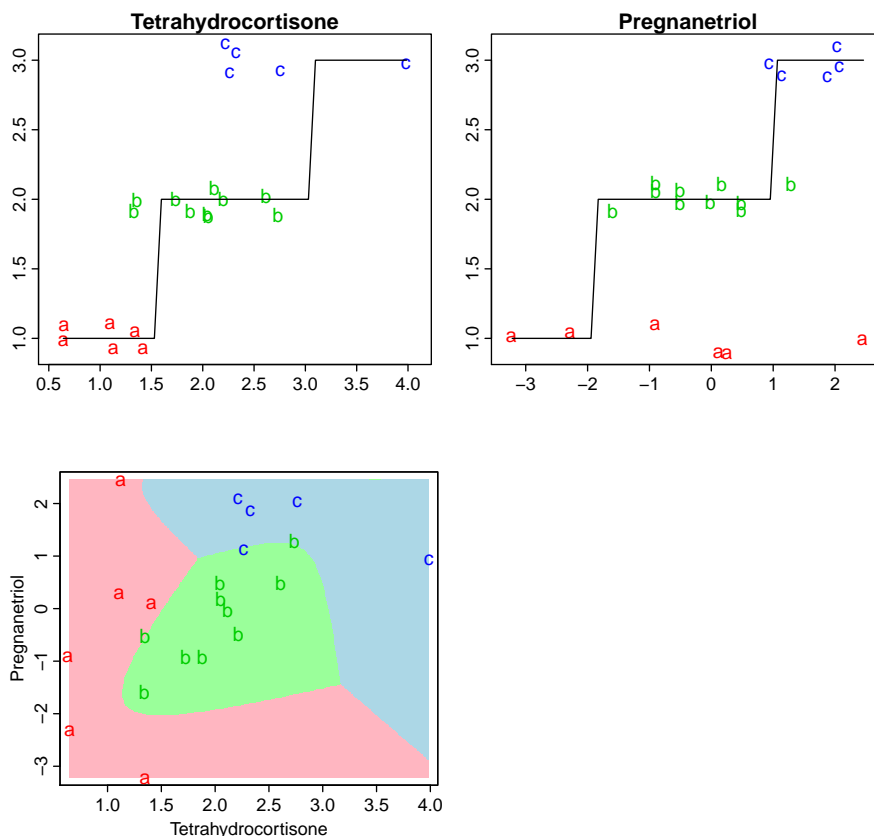 Tetrahydrocortisone
Pregnanetriol
3.0
2.5
2.0
1.5
1.0
c c c c c
b b b b b b b b b b
a a a a a a
0.5 1.0 1.5 2.0 2.5 3.0 3.5 4.0
3.0
2.5
2.0
1.5
1.0
c c c c c
b b b b b b b b b b
a a a a a a
−3 −2 −1 0 1 2
Pregnanetriol
2
1
0
−1
−2
−3
a a a a a a
b b b b b b b b b b
c c c c c
1.0 1.5 2.0 2.5 3.0 3.5 4.0
Tetrahydrocortisone